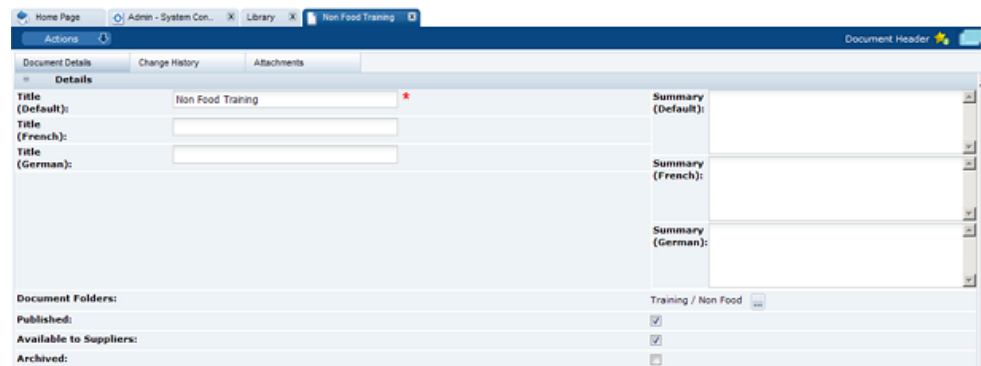 Home Page Admin - System Con.. X Library X Non Food Training X
Actions Document Header
Document Details Change History Attachments
Details
Title (Default): Non Food Training * Summary (Default):
Title (French):
Title (German):
Summary (French):
Summary (German):
Document Folders: Training / Non Food ...
Published:
Available to Suppliers:
Archived: